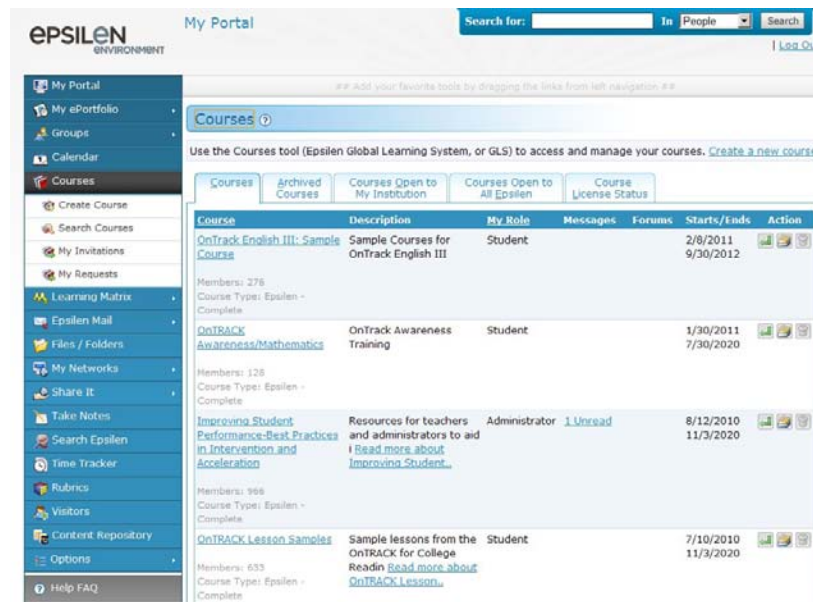 EPSILEN
ENVIRONMENT
My Portal
Search for:
In
People
Search
| Log Ou
My Portal
My ePortfolio
Groups
Calendar
Courses
Create Course
Search Courses
My Invitations
My Requests
Learning Matrix
Epsilen Mail
Files / Folders
My Networks
Share It
Take Notes
Search Epsilen
Time Tracker
Rubrics
Visitors
Content Repository
Options
Help FAQ
## Add your favorite tools by dragging the links from left navigation ##
Courses ?
Use the Courses tool (Epsilen Global Learning System, or GLS) to access and manage your courses. Create a new course
Courses
Archived
Courses
Courses Open to
My Institution
Courses Open to
All Epsilen
Course
License Status
Course Description My Role Messages Forums Starts/Ends Action
OnTrack English III: Sample
Course
Members: 276
Course Type: Epsilen -
Complete
Sample Courses for
OnTrack English III
Student
2/8/2011
9/30/2012
OnTRACK
Awareness/Mathematics
Members: 128
Course Type: Epsilen -
Complete
OnTrack Awareness
Training
Student
1/30/2011
7/30/2020
Improving Student
Performance-Best Practices
in Intervention and
Acceleration
Members: 966
Course Type: Epsilen -
Complete
Resources for teachers
and administrators to aid
i Read more about
Improving Student..
Administrator
1 Unread
8/12/2010
11/3/2020
OnTRACK Lesson Samples
Members: 633
Course Type: Epsilen -
Complete
Sample lessons from the
OnTRACK for College
Readin Read more about
OnTRACK Lesson..
Student
7/10/2010
11/3/2020